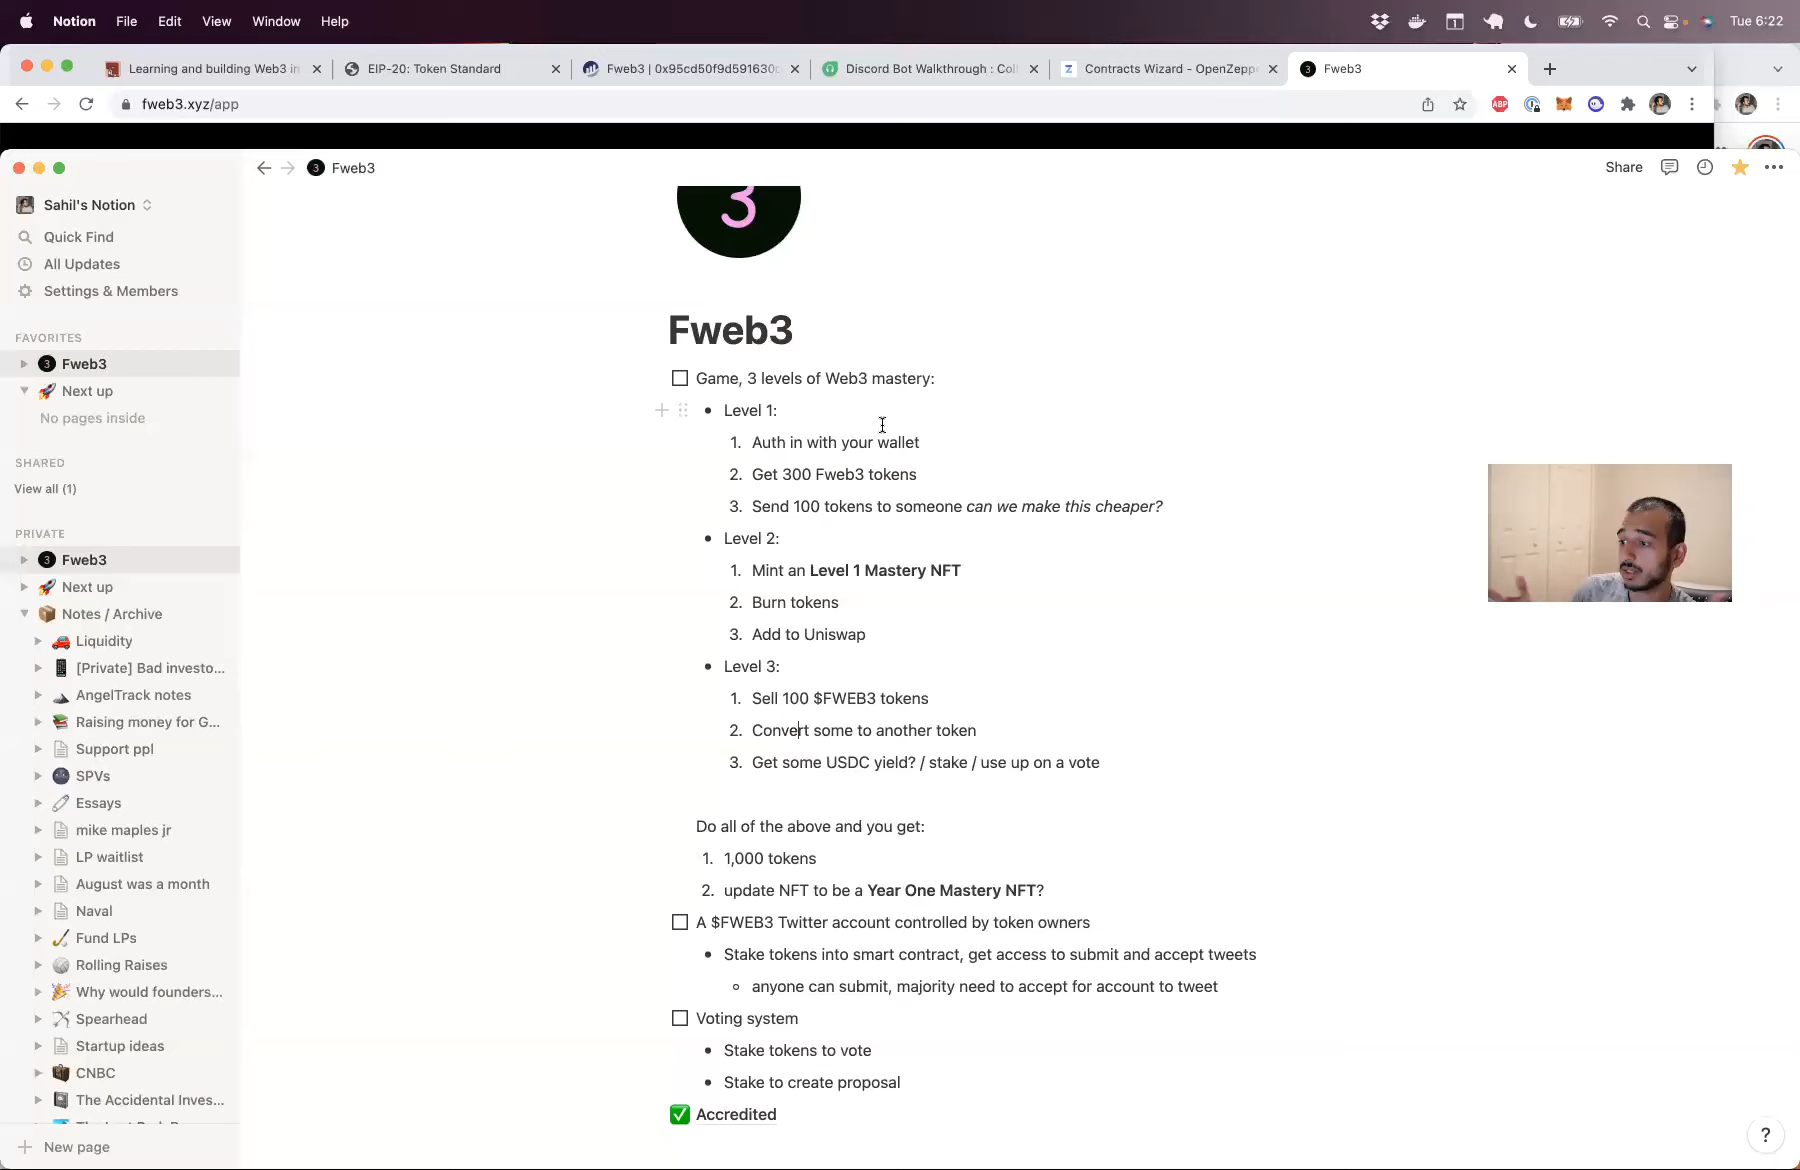 Notion File Edit View Window Help
1
Tue 6:22
Learning and building Web3 in
EIP-20: Token Standard
Fweb3 | 0x95cd50f9d591630
Discord Bot Walkthrough : Col
Contracts Wizard - OpenZeppe
3 Fweb3
fweb3.xyz/app
ABP
3 Fweb3
Share
Sahil's Notion
Quick Find
All Updates
Settings & Members
FAVORITES
3 Fweb3
Next up
No pages inside
SHARED
View all (1)
PRIVATE
3 Fweb3
Next up
Notes / Archive
Liquidity
[Private] Bad investo...
AngelTrack notes
Raising money for G...
Support ppl
SPVs
Essays
mike maples jr
LP waitlist
August was a month
Naval
Fund LPs
Rolling Raises
Why would founders...
Spearhead
Startup ideas
CNBC
The Accidental Inves...
New page
3
Fweb3
Game, 3 levels of Web3 mastery:
• Level 1:
1. Auth in with your wallet
2. Get 300 Fweb3 tokens
3. Send 100 tokens to someone can we make this cheaper?
• Level 2:
1. Mint an Level 1 Mastery NFT
2. Burn tokens
3. Add to Uniswap
• Level 3:
1. Sell 100 $FWEB3 tokens
2. Convert some to another token
3. Get some USDC yield? / stake / use up on a vote
Do all of the above and you get:
1. 1,000 tokens
2. update NFT to be a Year One Mastery NFT?
A $FWEB3 Twitter account controlled by token owners
• Stake tokens into smart contract, get access to submit and accept tweets
◦ anyone can submit, majority need to accept for account to tweet
Voting system
• Stake tokens to vote
• Stake to create proposal
Accredited
?